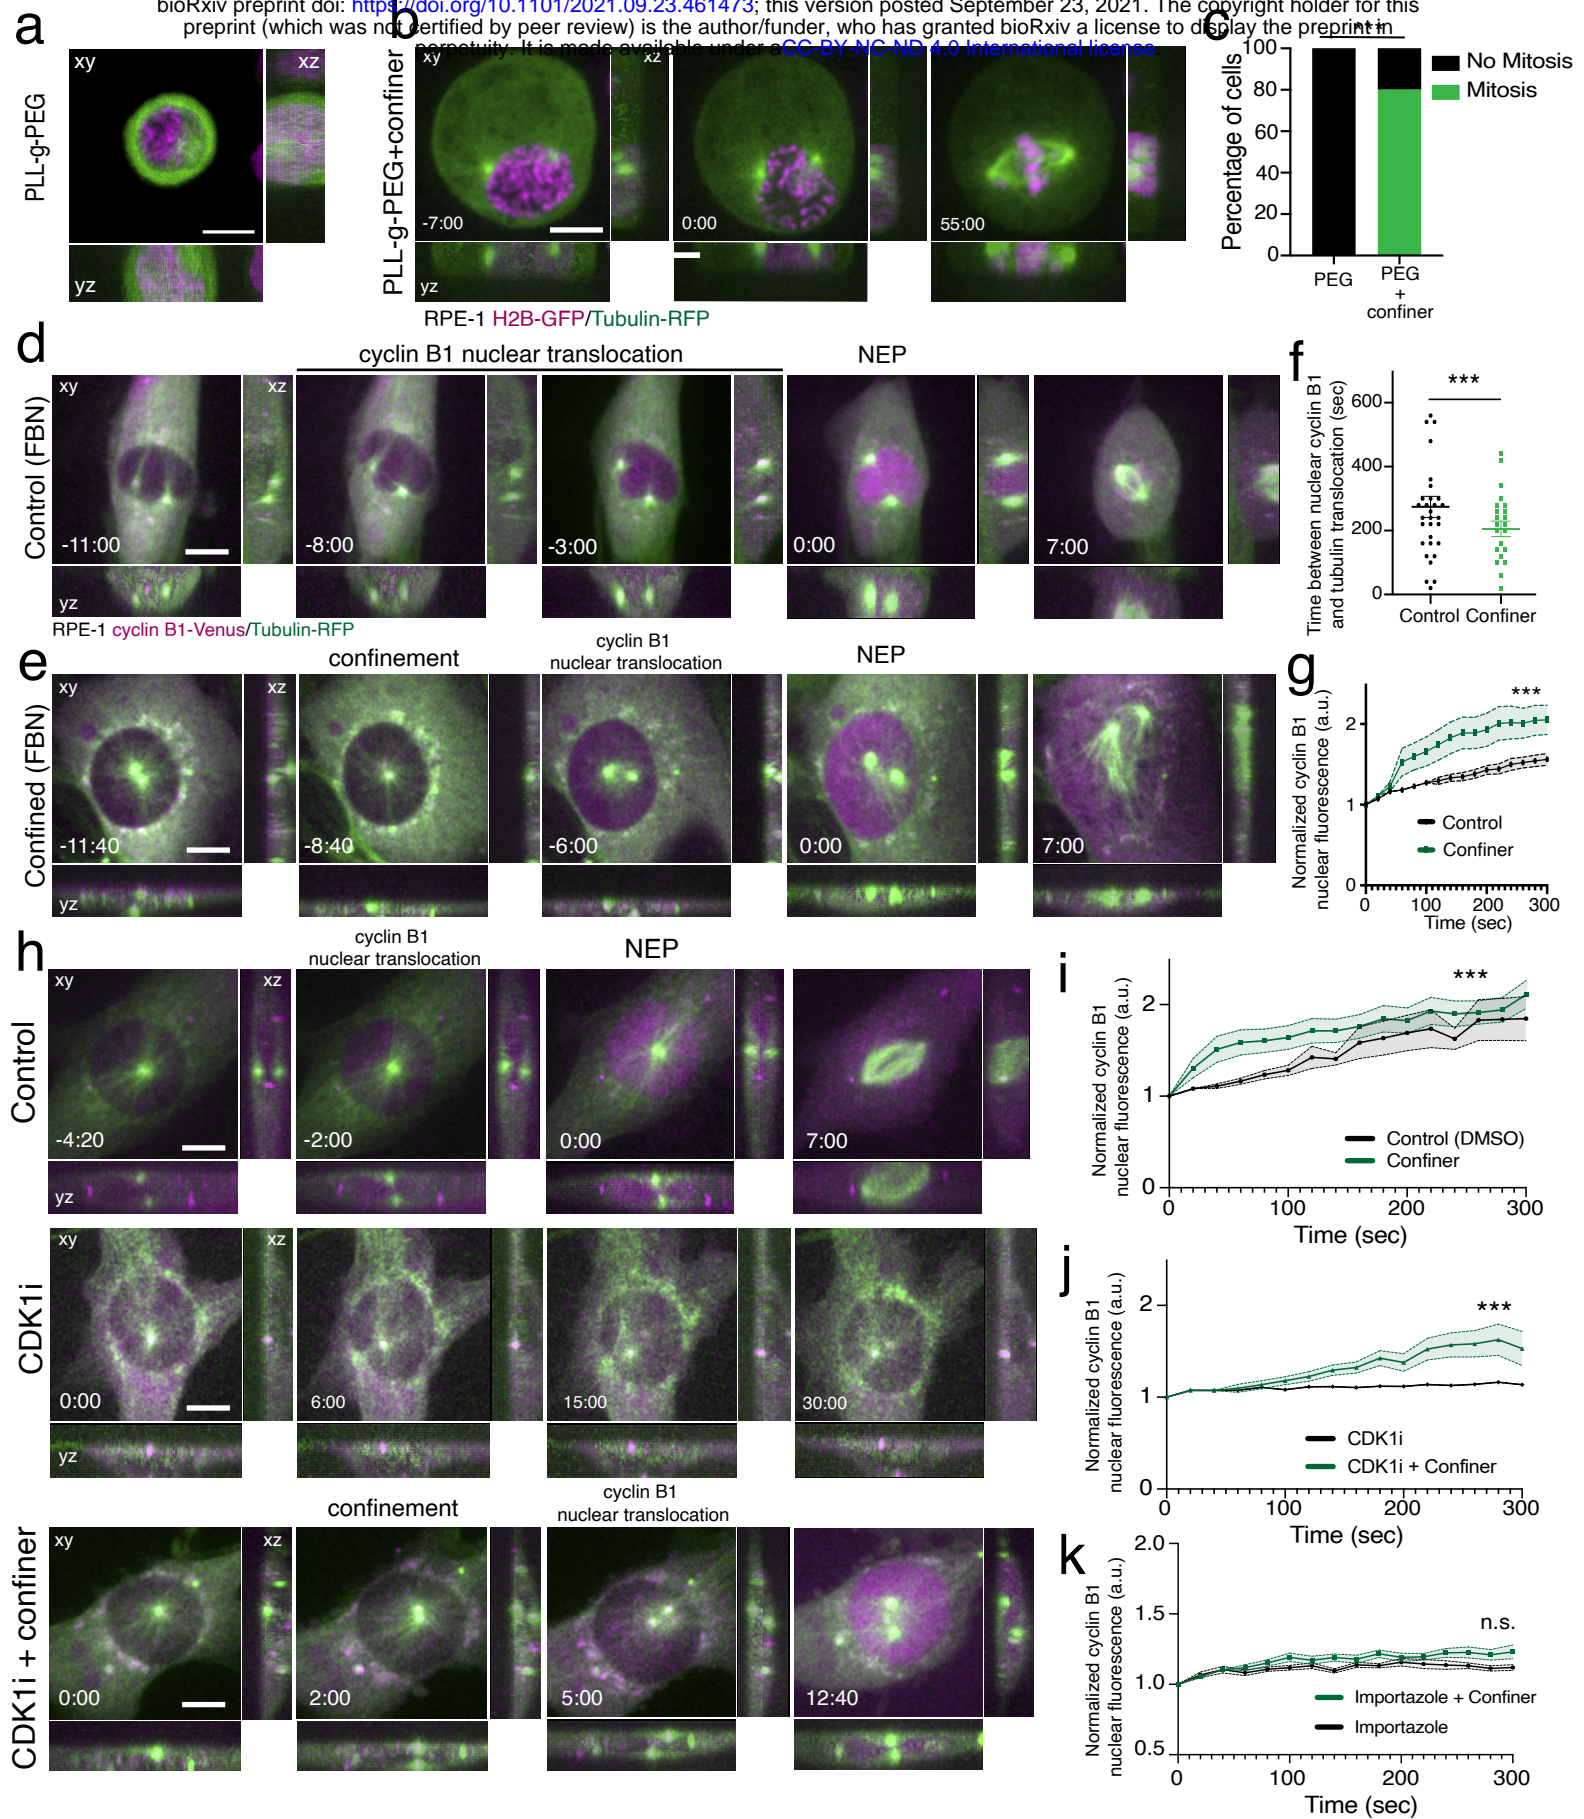 bioRxiv preprint doi: https://doi.org/10.1101/2021.09.23.461473; this version posted September 23, 2021. The copyright holder for this
preprint (which was not certified by peer review) is the author/funder, who has granted bioRxiv a license to display the preprint in
perpetuity. It is made available under aCC-BY-NC-ND 4.0 International license.
a
PLL-g-PEG
xy
xz
yz
b
PLL-g-PEG+confiner
xy
xz
-7:00
0:00
55:00
yz
RPE-1 H2B-GFP/Tubulin-RFP
c
***
Percentage of cells
100
80
60
40
20
0
PEG
PEG
+
confiner
No Mitosis
Mitosis
d
cyclin B1 nuclear translocation
NEP
Control (FBN)
xy
xz
-11:00
-8:00
-3:00
0:00
7:00
yz
RPE-1 cyclin B1-Venus/Tubulin-RFP
e
confinement
cyclin B1
nuclear translocation
NEP
Confined (FBN)
xy
xz
-11:40
-8:40
-6:00
0:00
7:00
yz
f
Time between nuclear cyclin B1
and tubulin translocation (sec)
***
600
400
200
0
Control Confiner
g
Normalized cyclin B1
nuclear fluorescence (a.u.)
***
2
1
0
Control
Confiner
0 100 200 300
Time (sec)
h
cyclin B1
nuclear translocation
NEP
Control
xy
xz
-4:20
-2:00
0:00
7:00
yz
CDK1i
xy
xz
0:00
6:00
15:00
30:00
yz
confinement
cyclin B1
nuclear translocation
CDK1i + confiner
xy
xz
0:00
2:00
5:00
12:40
i
Normalized cyclin B1
nuclear fluorescence (a.u.)
***
2
1
0
Control (DMSO)
Confiner
0 100 200 300
Time (sec)
j
Normalized cyclin B1
nuclear fluorescence (a.u.)
***
2
1
0
CDK1i
CDK1i + Confiner
0 100 200 300
Time (sec)
k
Normalized cyclin B1
nuclear fluorescence (a.u.)
2.0
1.5
1.0
0.5
n.s.
Importazole + Confiner
Importazole
0 100 200 300
Time (sec)